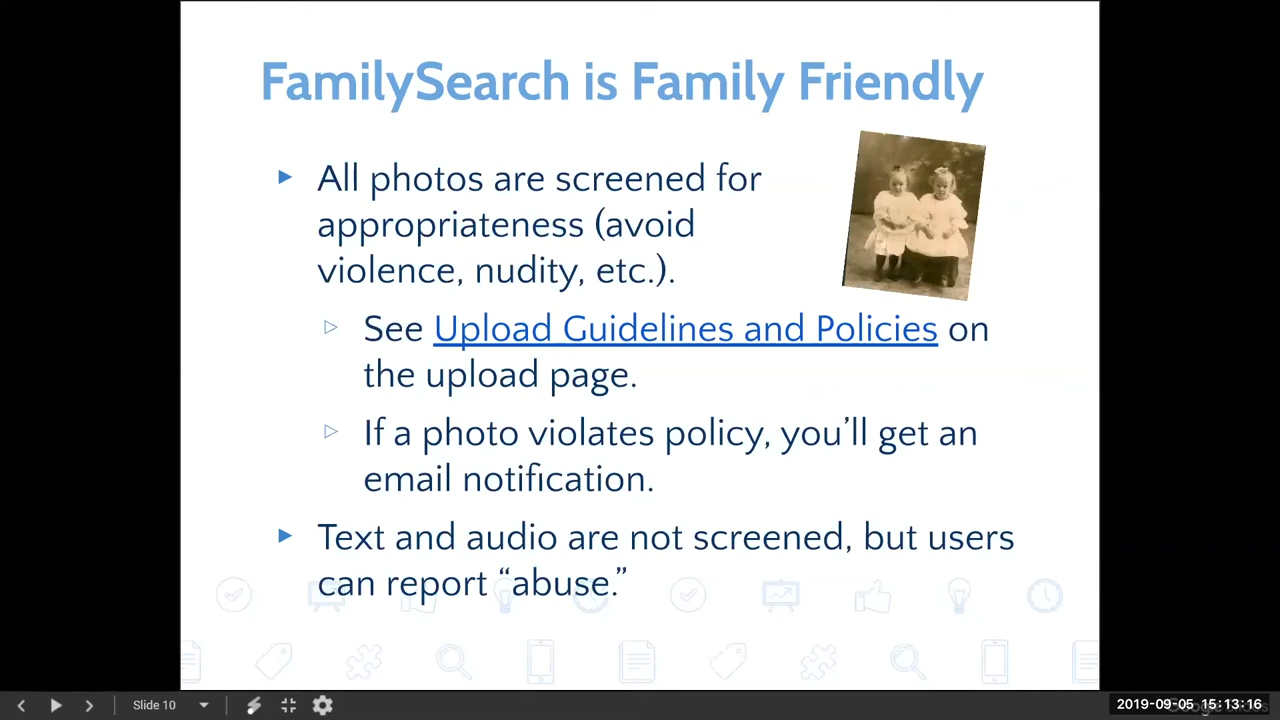 FamilySearch is Family Friendly
All photos are screened for
appropriateness (avoid
violence, nudity, etc.).
See Upload Guidelines and Policies on
the upload page.
If a photo violates policy, you’ll get an
email notification.
Text and audio are not screened, but users
can report “abuse.”
Slide 10
2019-09-05 15:13:16